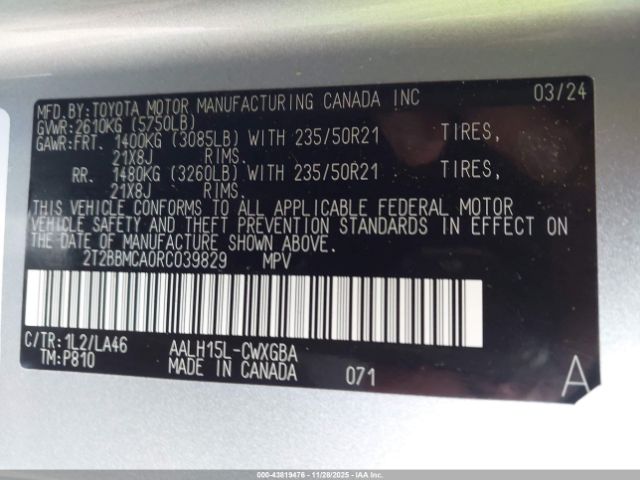 MFD.BY:TOYOTA MOTOR MANUFACTURING CANADA INC 03/24
GVWR:2610KG (5750LB)
GAWR:FRT. 1400KG (3085LB) WITH 235/50R21 TIRES,
21X8J RIMS.
RR. 1480KG (3260LB) WITH 235/50R21 TIRES,
21X8J RIMS.
THIS VEHICLE CONFORMS TO ALL APPLICABLE FEDERAL MOTOR
VEHICLE SAFETY AND THEFT PREVENTION STANDARDS IN EFFECT ON
THE DATE OF MANUFACTURE SHOWN ABOVE.
2T2BBMCA0RC039829 MPV
C/TR:1L2/LA46 AALH15L-CWXGBA
TM:P810 MADE IN CANADA 071 A
000-43819476 - 11/28/2025 - IAA Inc.